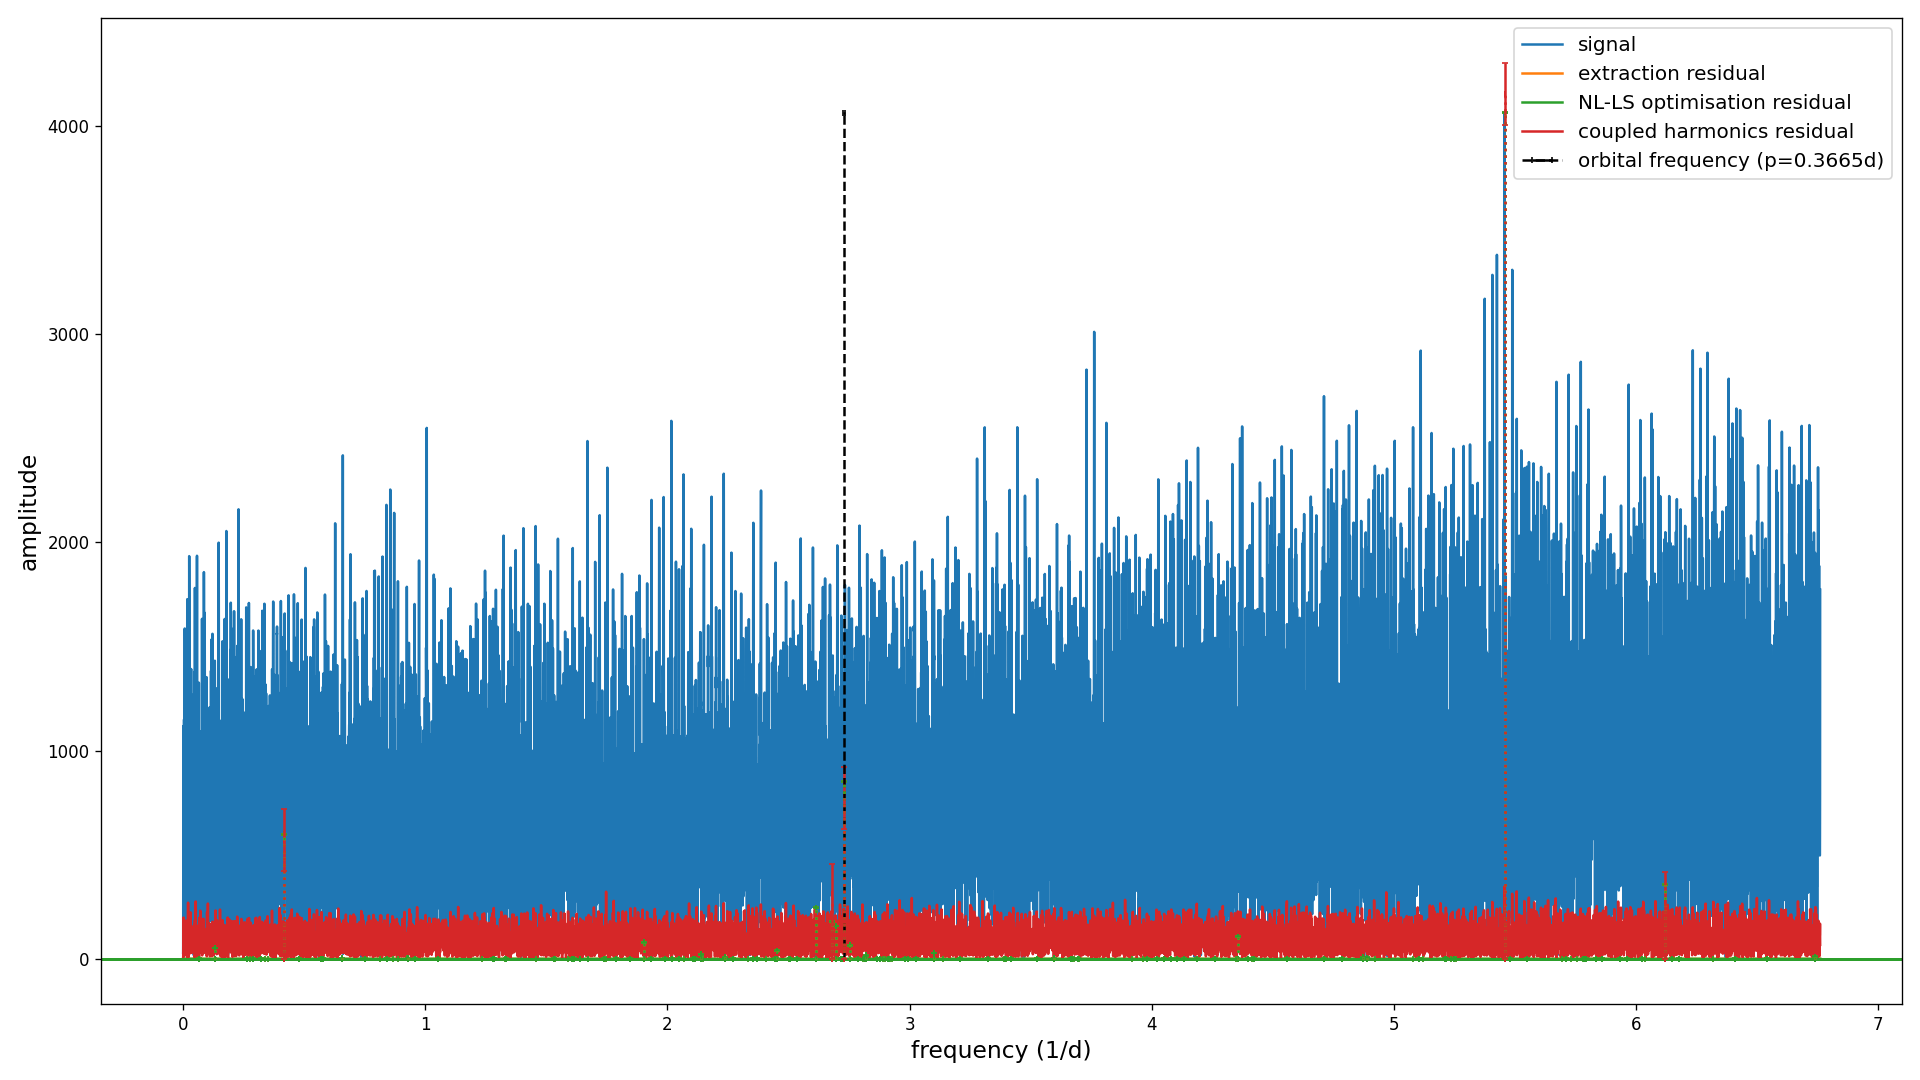 signal
extraction residual
NL-LS optimisation residual
coupled harmonics residual
orbital frequency (p=0.3665d)
amplitude
4000
3000
2000
1000
0
0 1 2 3 4 5 6 7
frequency (1/d)